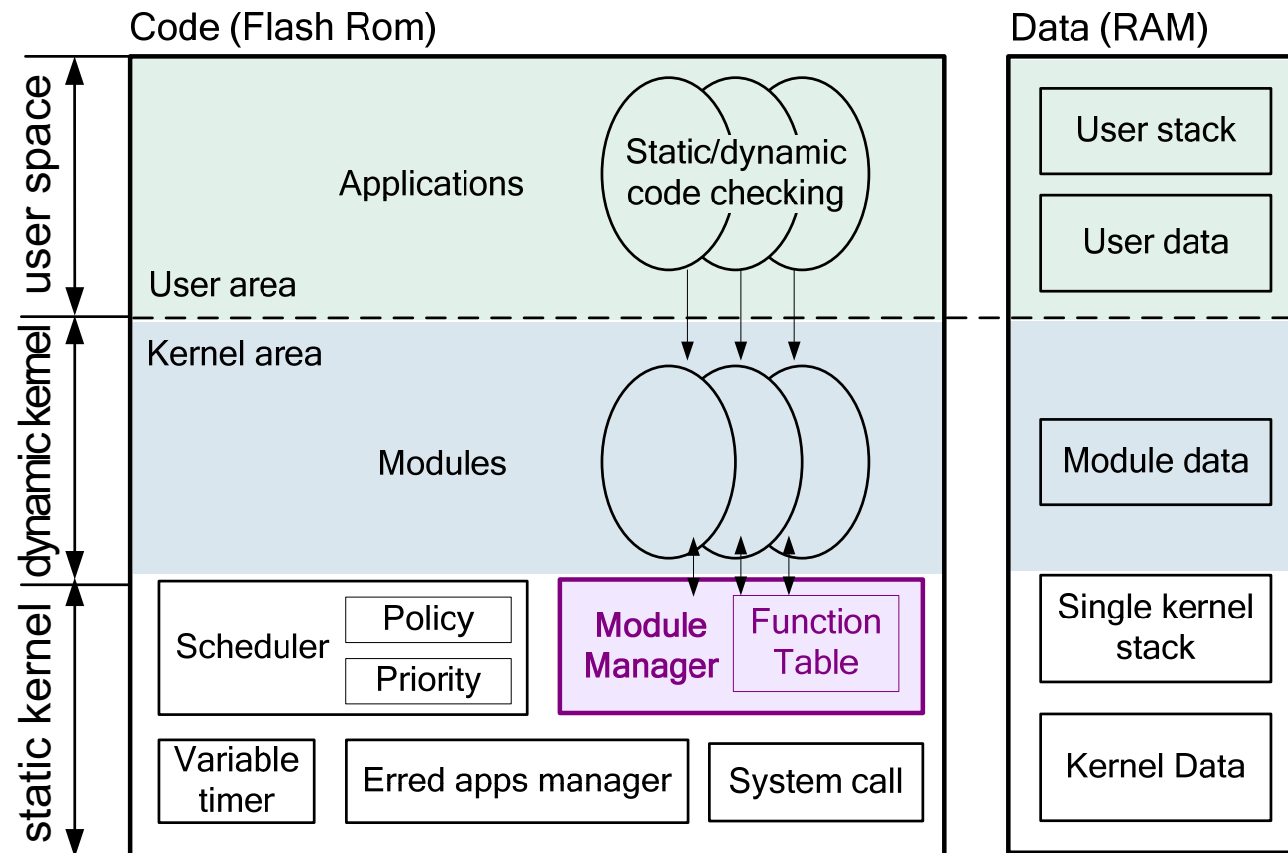 Code (Flash Rom)
Data (RAM)
user space
Applications
Static/dynamic
code checking
User area
User stack
User data
dynamic kernel
Kernel area
Modules
Module data
static kernel
Scheduler
Policy
Priority
Module
Manager
Function
Table
Single kernel
stack
Variable
timer
Erred apps manager
System call
Kernel Data